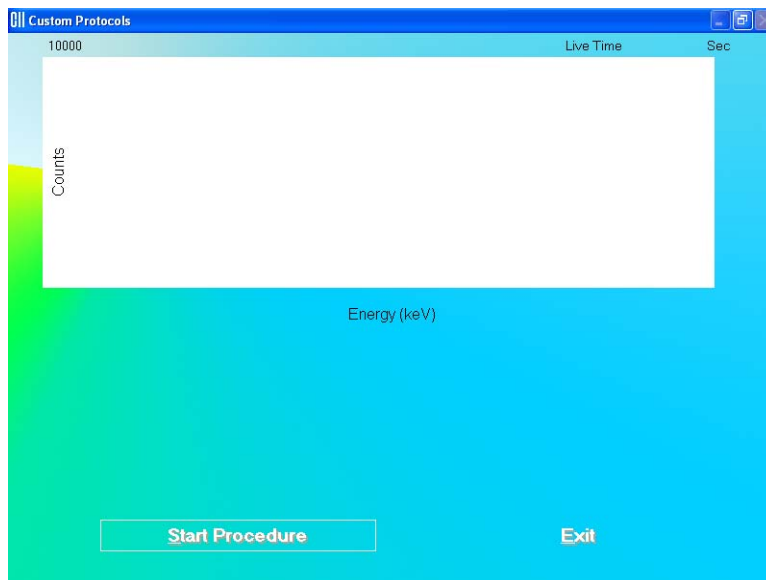 Custom Protocols
10000 Live Time Sec
Counts
Energy (keV)
Start Procedure Exit